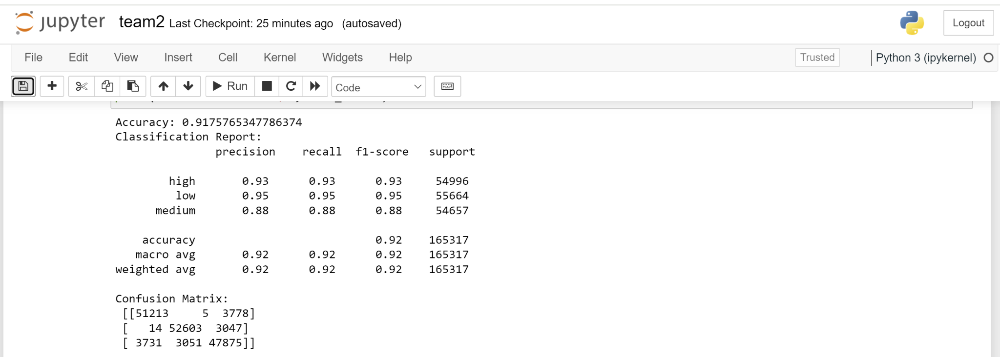 jupyter team2 Last Checkpoint: 25 minutes ago (autosaved) Logout
File Edit View Insert Cell Kernel Widgets Help Trusted Python 3 (ipykernel)
Run Code
Accuracy: 0.9175765347786374
Classification Report:
precision recall f1-score support
high 0.93 0.93 0.93 54996
low 0.95 0.95 0.95 55664
medium 0.88 0.88 0.88 54657
accuracy 0.92 165317
macro avg 0.92 0.92 0.92 165317
weighted avg 0.92 0.92 0.92 165317
Confusion Matrix:
[[51213 5 3778]
[ 14 52603 3047]
[ 3731 3051 47875]]